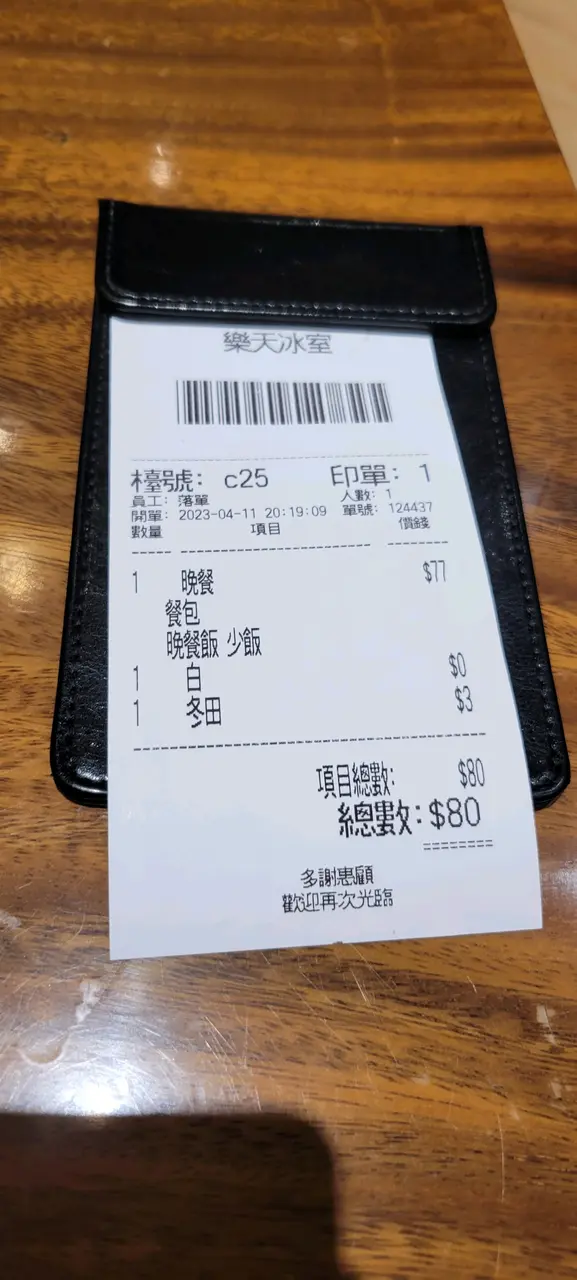 樂天冰室
檯號: c25 印單: 1
員工: 落單 人數: 1
開單: 2023-04-11 20:19:09 單號: 124437
數量 項目 價錢
1 晚餐 $77
餐包
晚餐飯 少飯
1 白 $0
1 冬田 $3
項目總數: $80
總數: $80
========
多謝惠顧
歡迎再次光臨